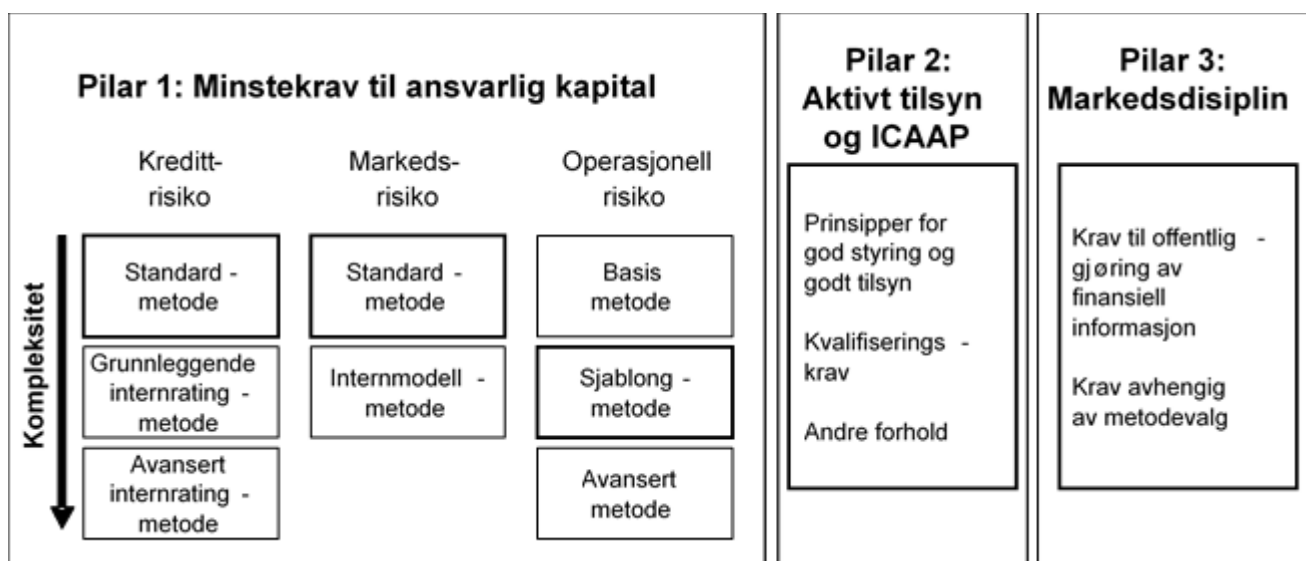 Pilar 1: Minstekrav til ansvarlig kapital
Kreditt-
risiko
Markeds-
risiko
Operasjonell
risiko
Kompleksitet
Standard -
metode
Standard -
metode
Basis
metode
Grunnleggende
internrating -
metode
Internmodell -
metode
Sjablong -
metode
Avansert
internrating -
metode
Avansert
metode
Pilar 2:
Aktivt tilsyn
og ICAAP
Prinsipper for
god styring og
godt tilsyn
Kvalifiserings -
krav
Andre forhold
Pilar 3:
Markedsdisiplin
Krav til offentlig -
gjøring av
finansiell
informasjon
Krav avhengig
av metodevalg